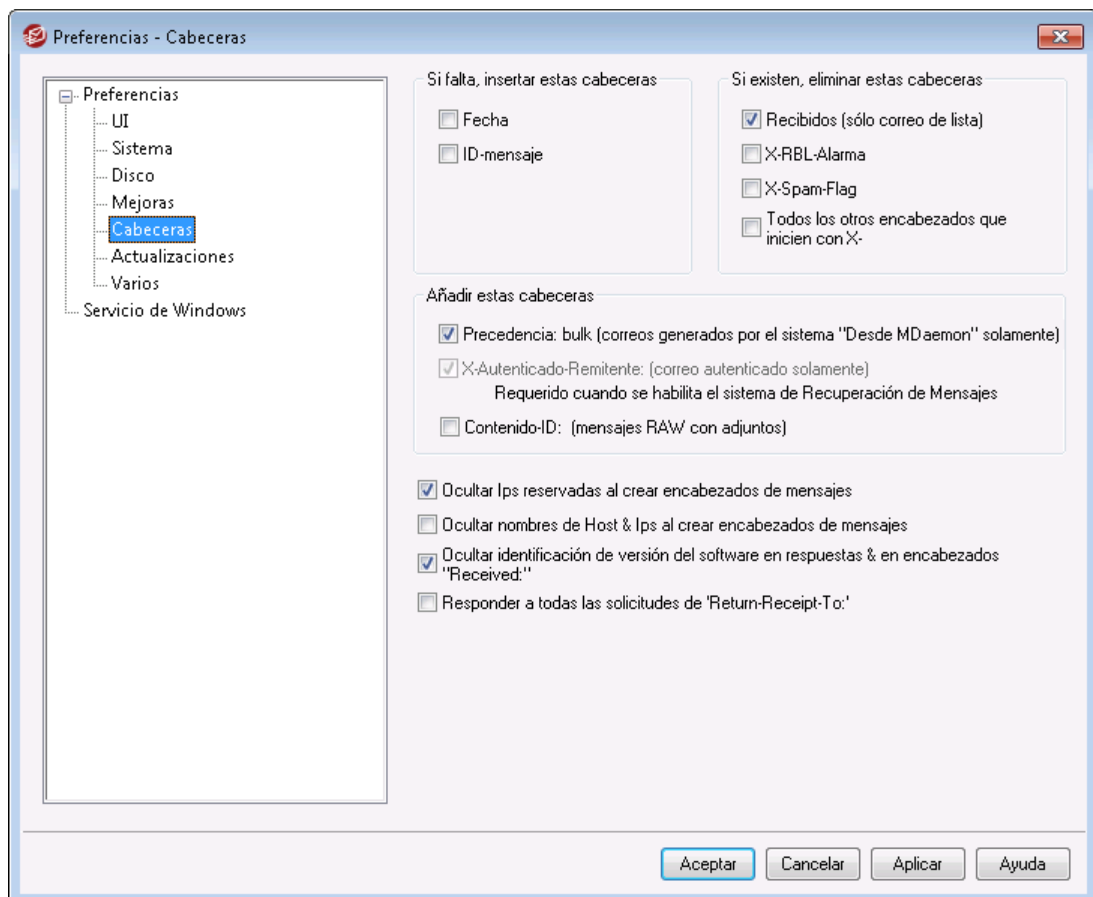 Preferencias - Cabeceras
Preferencias
UI
Sistema
Disco
Mejoras
Cabeceras
Actualizaciones
Varios
Servicio de Windows
Si falta, insertar estas cabeceras
Fecha
ID-mensaje
Si existen, eliminar estas cabeceras
Recibidos (sólo correo de lista)
X-RBL-Alarma
X-Spam-Flag
Todos los otros encabezados que
inicien con X-
Añadir estas cabeceras
Precedencia: bulk (correos generados por el sistema "Desde MDaemon" solamente)
X-Autenticado-Remitente: (correo autenticado solamente)
Requerido cuando se habilita el sistema de Recuperación de Mensajes
Contenido-ID: (mensajes RAW con adjuntos)
Ocultar Ips reservadas al crear encabezados de mensajes
Ocultar nombres de Host & Ips al crear encabezados de mensajes
Ocultar identificación de versión del software en respuestas & en encabezados
"Received:"
Responder a todas las solicitudes de 'Return-Receipt-To:'
Aceptar
Cancelar
Aplicar
Ayuda